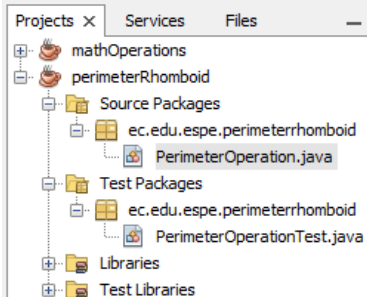 Projects × Services Files
mathOperations
perimeterRhomboid
Source Packages
ec.edu.espe.perimeterrhomboid
PerimeterOperation.java
Test Packages
ec.edu.espe.perimeterrhomboid
PerimeterOperationTest.java
Libraries
Test Libraries